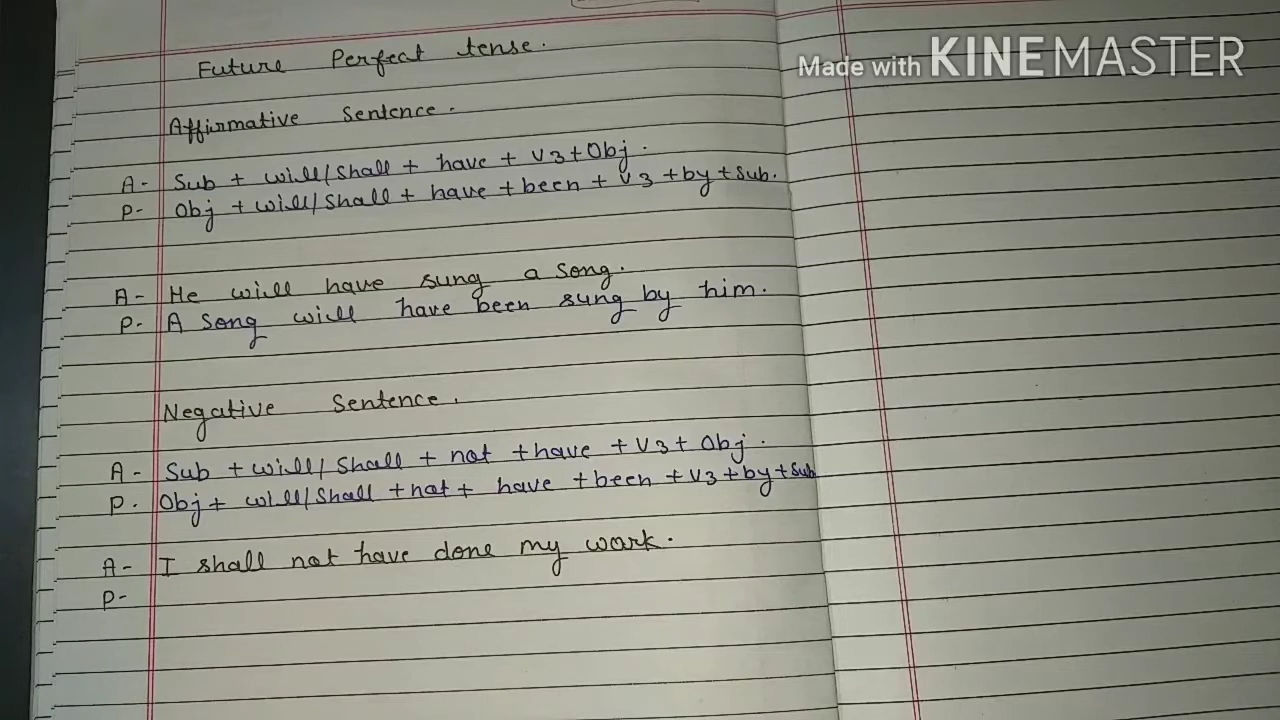 Made with KINEMASTER
Future Perfect tense.
Affirmative Sentence.
A- Sub + will/shall + have + V3+Obj.
P- Obj + will/shall + have + been + V3 +by+Sub.
A- He will have sung a song.
P. A song will have been sung by him.
Negative Sentence.
A- Sub + will/shall + not +have +V3+ Obj.
P. Obj+ will/shall +not+ have +been +V3+by+Sub
A- I shall not have done my work.
P-